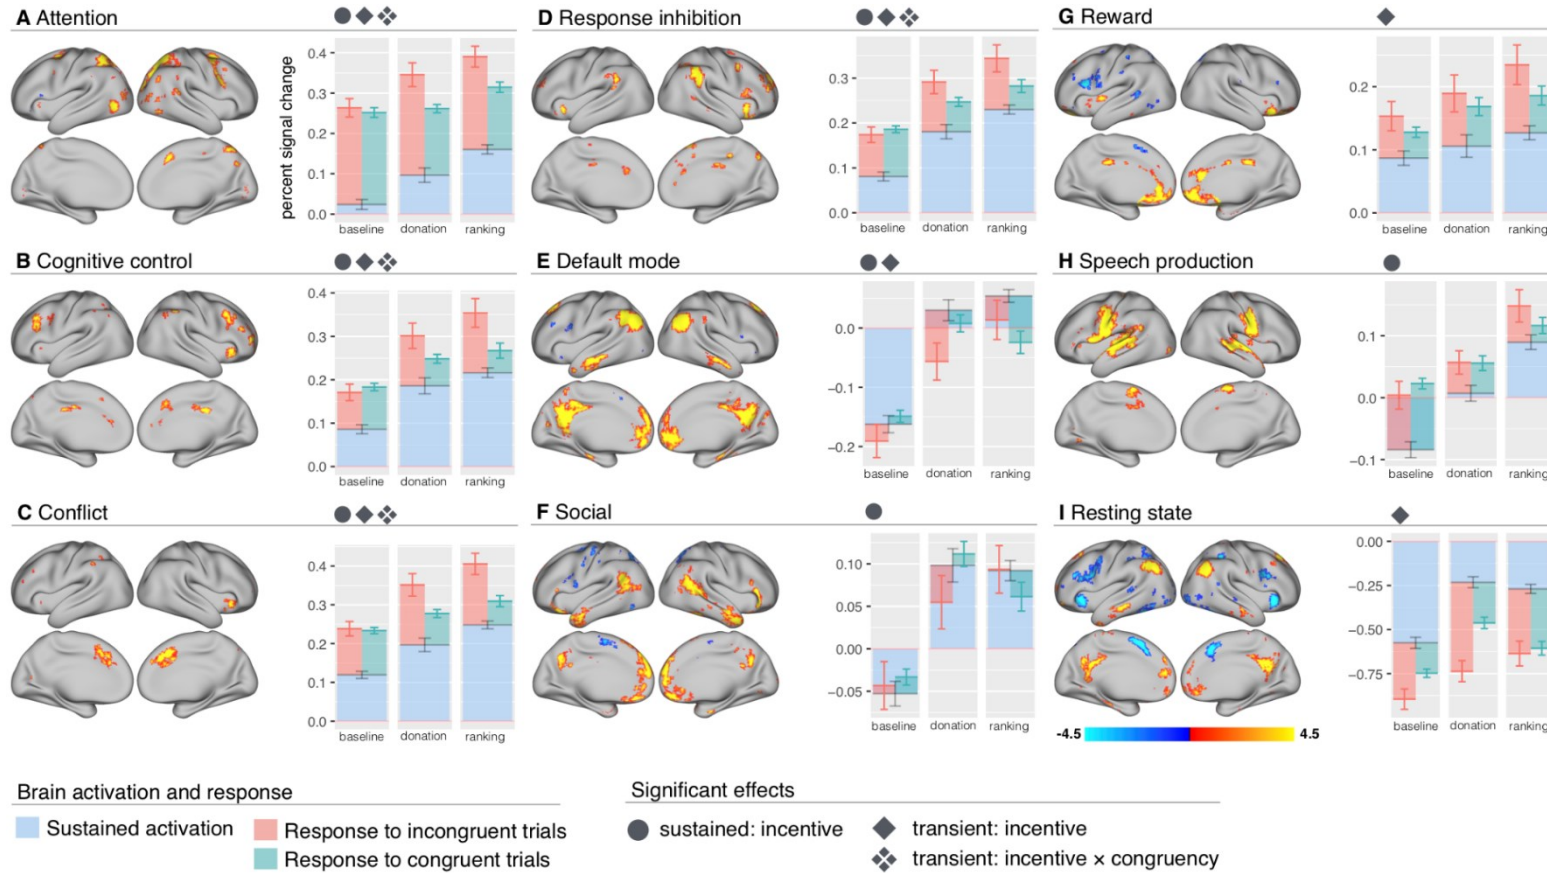 A Attention
percent signal change
0.4
0.3
0.2
0.1
0.0
baseline donation ranking
B Cognitive control
0.4
0.3
0.2
0.1
0.0
baseline donation ranking
C Conflict
0.4
0.3
0.2
0.1
0.0
baseline donation ranking
D Response inhibition
0.3
0.2
0.1
0.0
baseline donation ranking
E Default mode
0.0
−0.1
−0.2
baseline donation ranking
F Social
0.10
0.05
0.00
−0.05
baseline donation ranking
G Reward
0.2
0.1
0.0
baseline donation ranking
H Speech production
0.1
0.0
−0.1
baseline donation ranking
I Resting state
0.00
−0.25
−0.50
−0.75
baseline donation ranking
-4.5 4.5
Brain activation and response
Sustained activation
Response to incongruent trials
Response to congruent trials
Significant effects
sustained: incentive
transient: incentive
transient: incentive × congruency